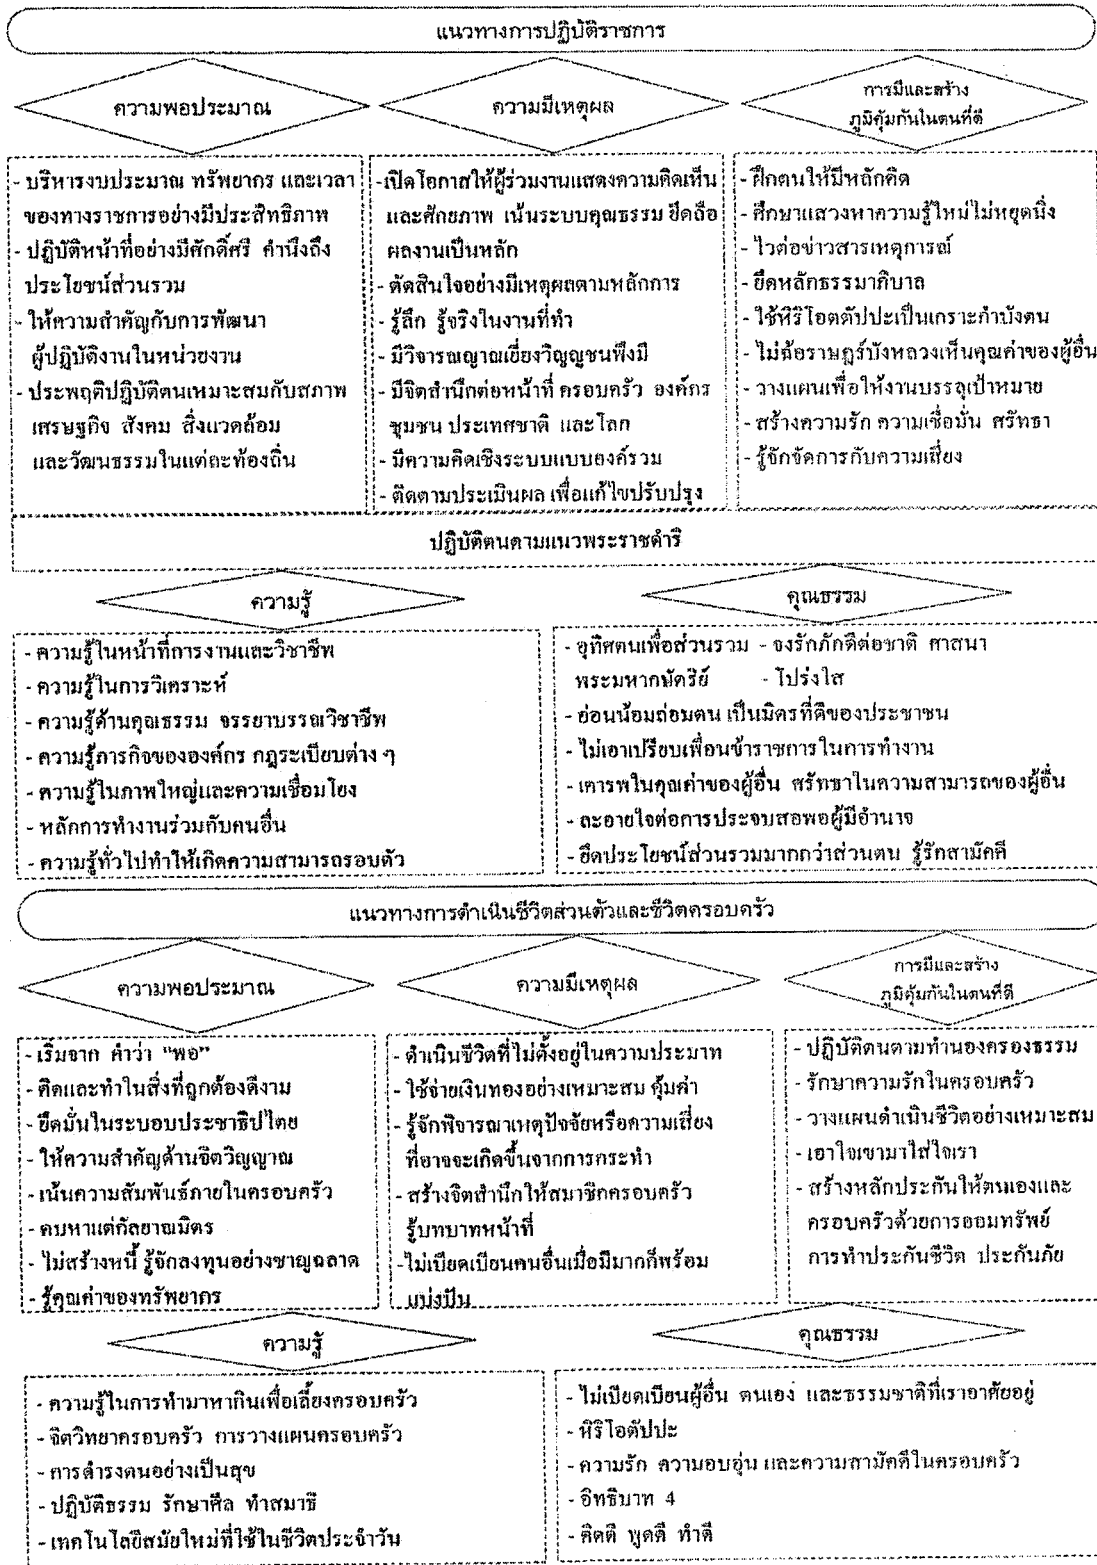 แนวทางการปฏิบัติราชการ
ความพอประมาณ
ความมีเหตุผล
การมีและสร้าง
ภูมิคุ้มกันในตนที่ดี
- บริหารงบประมาณ ทรัพยากร และเวลา
ของทางราชการอย่างมีประสิทธิภาพ
- ปฏิบัติหน้าที่อย่างมีศักดิ์ศรี คำนึงถึง
ประโยชน์ส่วนรวม
- ให้ความสำคัญกับการพัฒนา
ผู้ปฏิบัติงานในหน่วยงาน
- ประพฤติปฏิบัติตนเหมาะสมกับสภาพ
เศรษฐกิจ สังคม สิ่งแวดล้อม
และวัฒนธรรมในแต่ละท้องถิ่น
-เปิดโอกาสให้ผู้ร่วมงานแสดงความคิดเห็น
และศักยภาพ เน้นระบบคุณธรรม ยึดถือ
ผลงานเป็นหลัก
- ตัดสินใจอย่างมีเหตุผลตามหลักการ
- รู้ลึก รู้จริงในงานที่ทำ
- มีวิจารณญาณเยี่ยงวิญญูชนพึงมี
- มีจิตสำนึกต่อหน้าที่ ครอบครัว องค์กร
ชุมชน ประเทศชาติ และโลก
- มีความคิดเชิงระบบแบบองค์รวม
- ติดตามประเมินผล เพื่อแก้ไขปรับปรุง
- ฝึกตนให้มีหลักคิด
- ศึกษาแสวงหาความรู้ใหม่ไม่หยุดนิ่ง
- ไวต่อข่าวสารเหตุการณ์
- ยึดหลักธรรมาภิบาล
- ใช้หิริโอตตัปปะเป็นเกราะกำบังตน
- ไม่ฉ้อราษฎร์บังหลวงเห็นคุณค่าของผู้อื่น
- วางแผนเพื่อให้งานบรรลุเป้าหมาย
- สร้างความรัก ความเชื่อมั่น ศรัทธา
- รู้จักจัดการกับความเสี่ยง
ปฏิบัติตนตามแนวพระราชดำริ
ความรู้
คุณธรรม
- ความรู้ในหน้าที่การงานและวิชาชีพ
- ความรู้ในการวิเคราะห์
- ความรู้ด้านคุณธรรม จรรยาบรรณวิชาชีพ
- ความรู้ภารกิจขององค์กร กฎระเบียบต่าง ๆ
- ความรู้ในภาพใหญ่และความเชื่อมโยง
- หลักการทำงานร่วมกับคนอื่น
- ความรู้ทั่วไปทำให้เกิดความสามารถรอบตัว
- อุทิศตนเพื่อส่วนรวม - จงรักภักดีต่อชาติ ศาสนา
พระมหากษัตริย์ - โปร่งใส
- อ่อนน้อมถ่อมตน เป็นมิตรที่ดีของประชาชน
- ไม่เอาเปรียบเพื่อนข้าราชการในการทำงาน
- เคารพในคุณค่าของผู้อื่น ศรัทธาในความสามารถของผู้อื่น
- ละอายใจต่อการประจบสอพอผู้มีอำนาจ
- ยึดประโยชน์ส่วนรวมมากกว่าส่วนตน รู้รักสามัคคี
แนวทางการดำเนินชีวิตส่วนตัวและชีวิตครอบครัว
ความพอประมาณ
ความมีเหตุผล
การมีและสร้าง
ภูมิคุ้มกันในตนที่ดี
- เริ่มจาก คำว่า "พอ"
- คิดและทำในสิ่งที่ถูกต้องดีงาม
- ยึดมั่นในระบอบประชาธิปไตย
- ให้ความสำคัญด้านจิตวิญญาณ
- เน้นความสัมพันธ์ภายในครอบครัว
- คบหาแต่กัลยาณมิตร
- ไม่สร้างหนี้ รู้จักลงทุนอย่างชาญฉลาด
- รู้คุณค่าของทรัพยากร
- ดำเนินชีวิตที่ไม่ตั้งอยู่ในความประมาท
- ใช้จ่ายเงินทองอย่างเหมาะสม คุ้มค่า
- รู้จักพิจารณาเหตุปัจจัยหรือความเสี่ยง
ที่อาจจะเกิดขึ้นจากการกระทำ
- สร้างจิตสำนึกให้สมาชิกครอบครัว
รู้บทบาทหน้าที่
-ไม่เบียดเบียนคนอื่นเมื่อมีมากก็พร้อม
แบ่งปัน
- ปฏิบัติตนตามทำนองครองธรรม
- รักษาความรักในครอบครัว
- วางแผนดำเนินชีวิตอย่างเหมาะสม
- เอาใจเขามาใส่ใจเรา
- สร้างหลักประกันให้ตนเองและ
ครอบครัวด้วยการออมทรัพย์
การทำประกันชีวิต ประกันภัย
ความรู้
คุณธรรม
- ความรู้ในการทำมาหากินเพื่อเลี้ยงครอบครัว
- จิตวิทยาครอบครัว การวางแผนครอบครัว
- การดำรงตนอย่างเป็นสุข
- ปฏิบัติธรรม รักษาศีล ทำสมาธิ
- เทคโนโลยีสมัยใหม่ที่ใช้ในชีวิตประจำวัน
- ไม่เบียดเบียนผู้อื่น ตนเอง และธรรมชาติที่เราอาศัยอยู่
- หิริโอตัปปะ
- ความรัก ความอบอุ่น และความสามัคคีในครอบครัว
- อิทธิบาท 4
- คิดดี พูดดี ทำดี